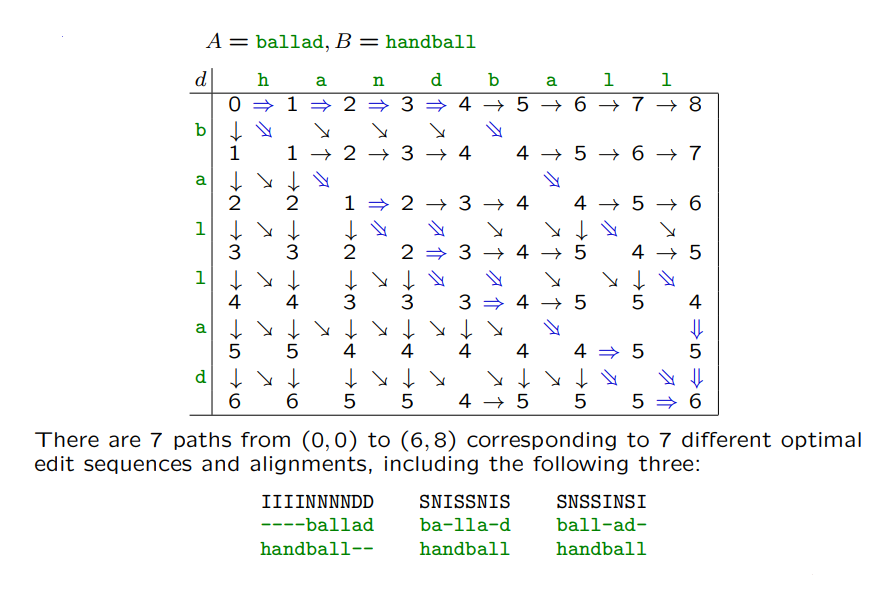 A = ballad, B = handball
d h a n d b a l l
0 ⇒ 1 ⇒ 2 ⇒ 3 ⇒ 4 → 5 → 6 → 7 → 8
b ↓ ⇘ ↘ ↘ ↘ ⇘
1 1 → 2 → 3 → 4 4 → 5 → 6 → 7
a ↓ ↘ ↓ ⇘ ⇘
2 2 1 ⇒ 2 → 3 → 4 4 → 5 → 6
l ↓ ↘ ↓ ↓ ⇘ ⇘ ↘ ↘ ↓ ⇘ ↘
3 3 2 2 ⇒ 3 → 4 → 5 4 → 5
l ↓ ↘ ↓ ↓ ↘ ↓ ⇘ ⇘ ↘ ↘ ↓ ⇘
4 4 3 3 3 ⇒ 4 → 5 5 4
a ↓ ↘ ↓ ↘ ↓ ↘ ↓ ↘ ↓ ↘ ⇘ ⇓
5 5 4 4 4 4 4 ⇒ 5 5
d ↓ ↘ ↓ ↓ ↘ ↓ ↘ ↘ ↓ ↘ ↓ ⇘ ⇘ ⇓
6 6 5 5 4 → 5 5 5 ⇒ 6
There are 7 paths from (0, 0) to (6, 8) corresponding to 7 different optimal
edit sequences and alignments, including the following three:
IIIINNNNDD SNISSNIS SNSSINSI
----ballad ba-lla-d ball-ad-
handball-- handball handball